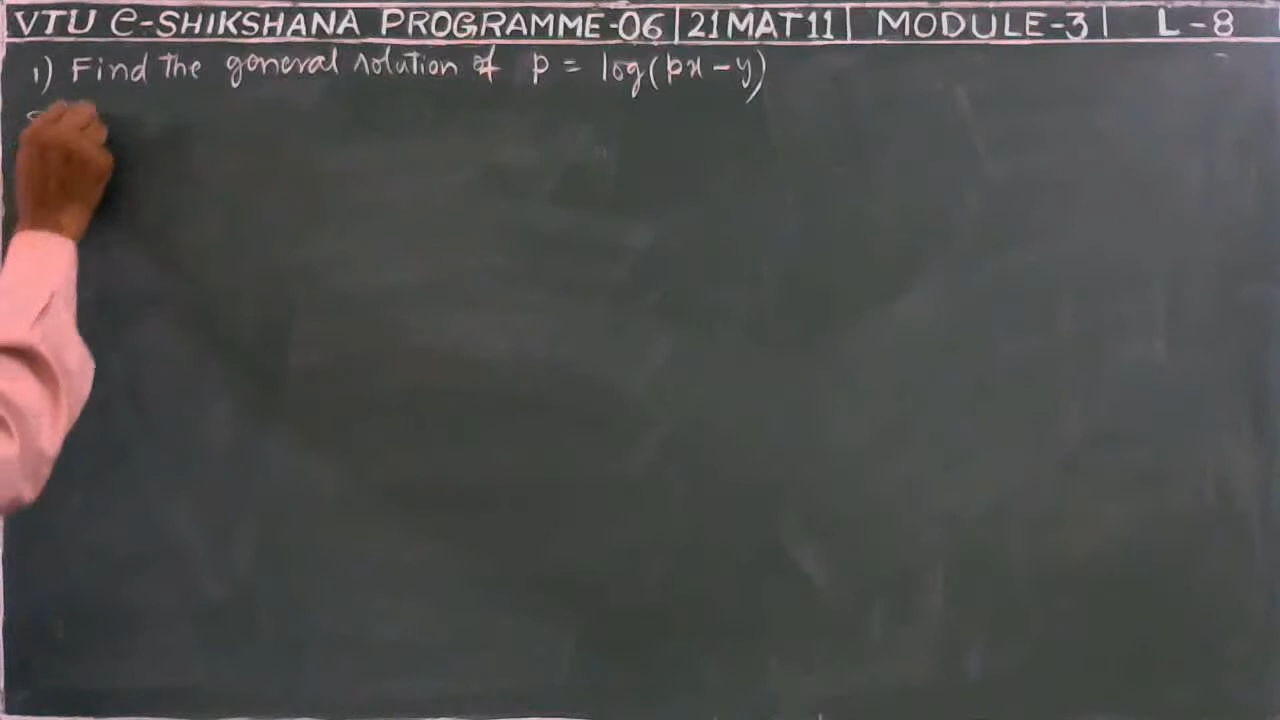 VTU e-SHIKSHANA PROGRAMME-06 | 21MAT11 | MODULE-3 | L-8
1) Find the general solution of p = log(px-y)